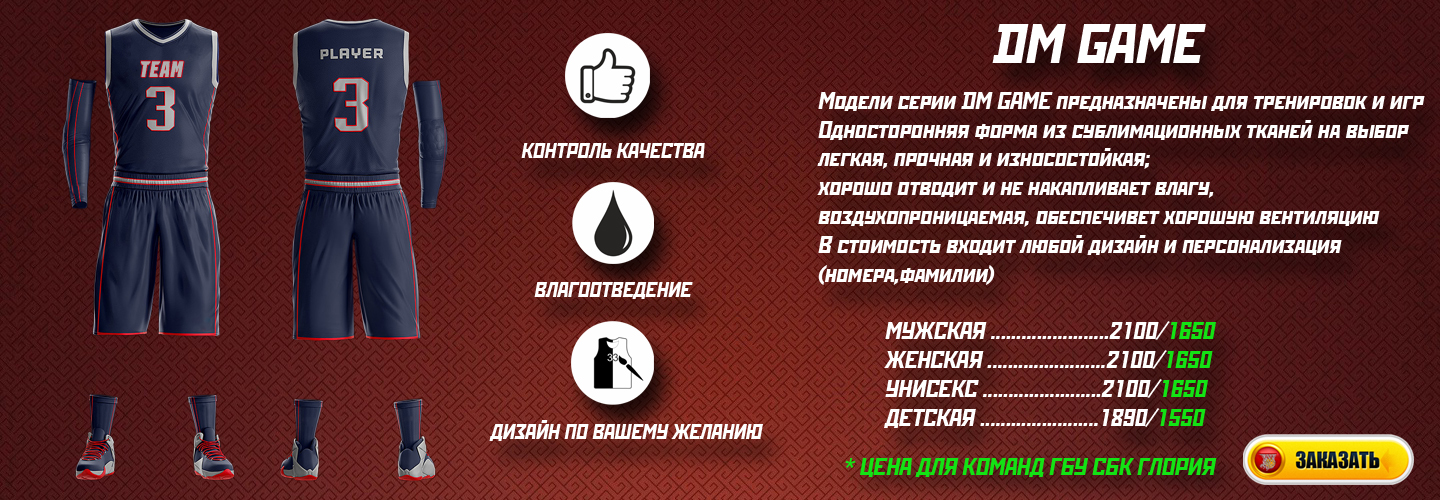 TEAM
3
PLAYER
3
КОНТРОЛЬ КАЧЕСТВА
ВЛАГООТВЕДЕНИЕ
33
ДИЗАЙН ПО ВАШЕМУ ЖЕЛАНИЮ
DM GAME
Модели серии DM GAME предназначены для тренировок и игр
Односторонняя форма из сублимационных тканей на выбор
легкая, прочная и износостойкая;
хорошо отводит и не накапливает влагу,
воздухопроницаемая, обеспечивет хорошую вентиляцию
В стоимость входит любой дизайн и персонализация
(номера,фамилии)
МУЖСКАЯ .......................2100/1650
ЖЕНСКАЯ .......................2100/1650
УНИСЕКС .......................2100/1650
ДЕТСКАЯ .......................1890/1550
* ЦЕНА ДЛЯ КОМАНД ГБУ СБК ГЛОРИЯ
ЗАКАЗАТЬ